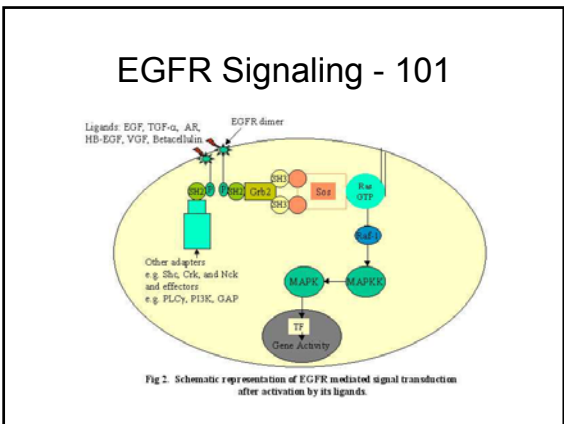 EGFR Signaling - 101
Ligands: EGF, TGF-α, AR,
HB-EGF, VGF, Betacellulin
EGFR dimer
SH2
P
P
SH2
Grb2
SH3
SH3
Sos
Ras
GTP
Raf-1
MAPKK
MAPK
TF
Gene Activity
Other adapters
e.g. Shc, Crk, and Nck
and effectors
e.g. PLCγ, PI3K, GAP
Fig 2. Schematic representation of EGFR mediated signal transduction
after activation by its ligands.